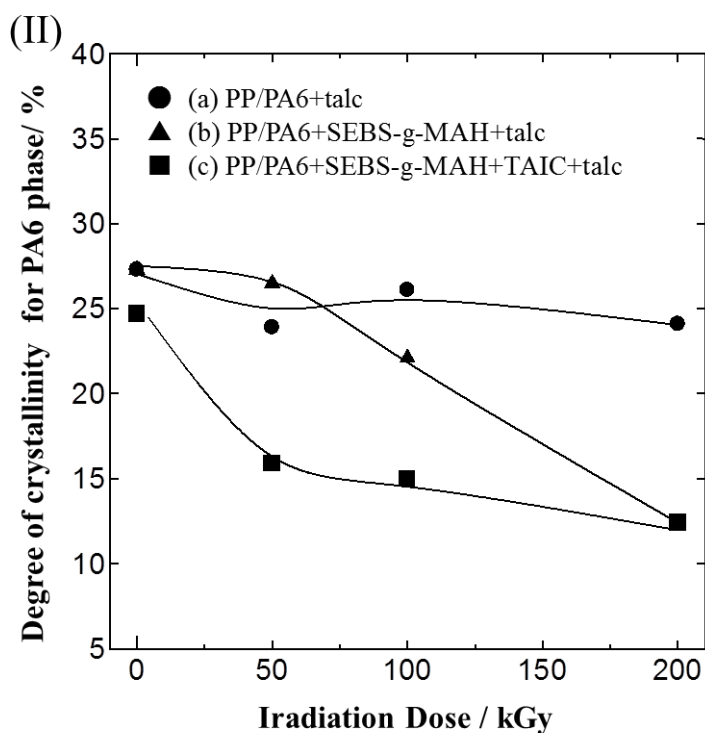 (II)
40
35
30
25
20
15
10
5
Degree of crystallinity for PA6 phase/ %
(a) PP/PA6+talc
(b) PP/PA6+SEBS-g-MAH+talc
(c) PP/PA6+SEBS-g-MAH+TAIC+talc
0 50 100 150 200
Iradiation Dose / kGy